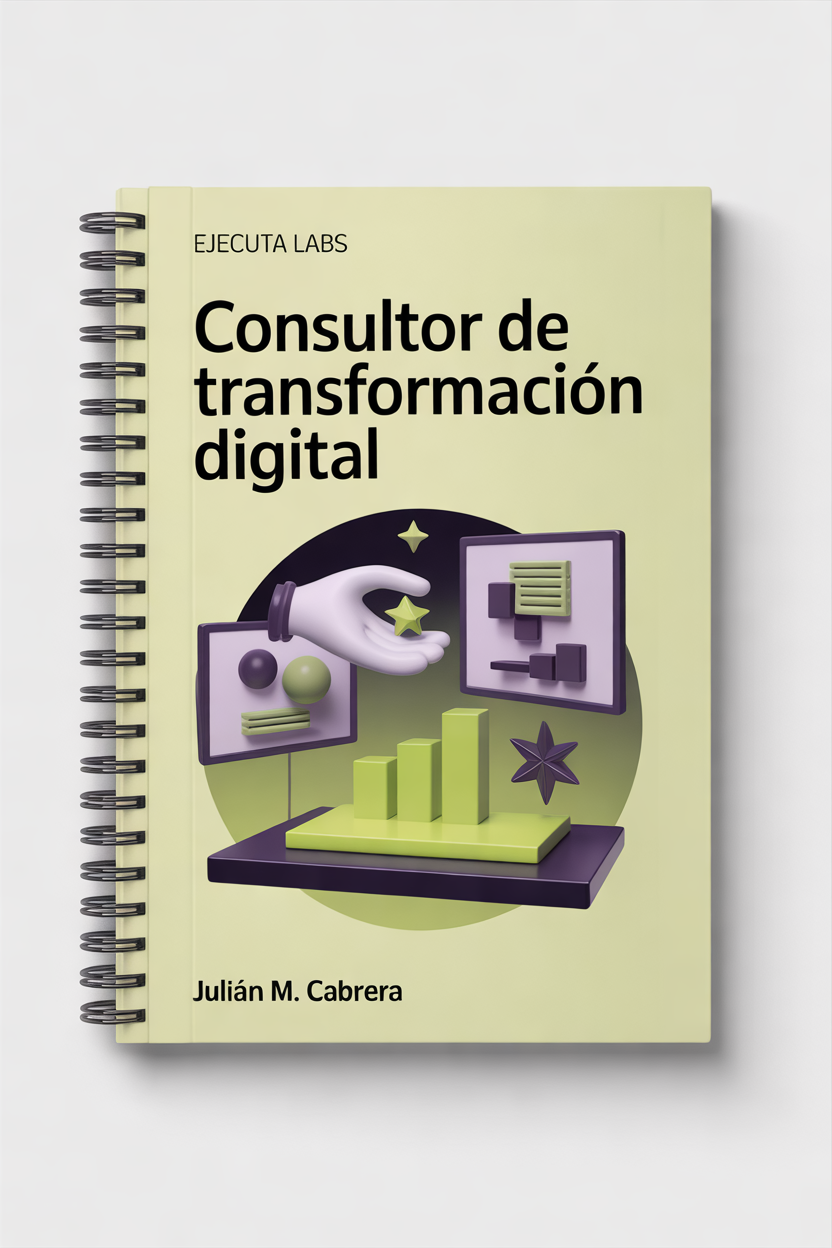 EJECUTA LABS
Consultor de
transformación
digital
Julián M. Cabrera